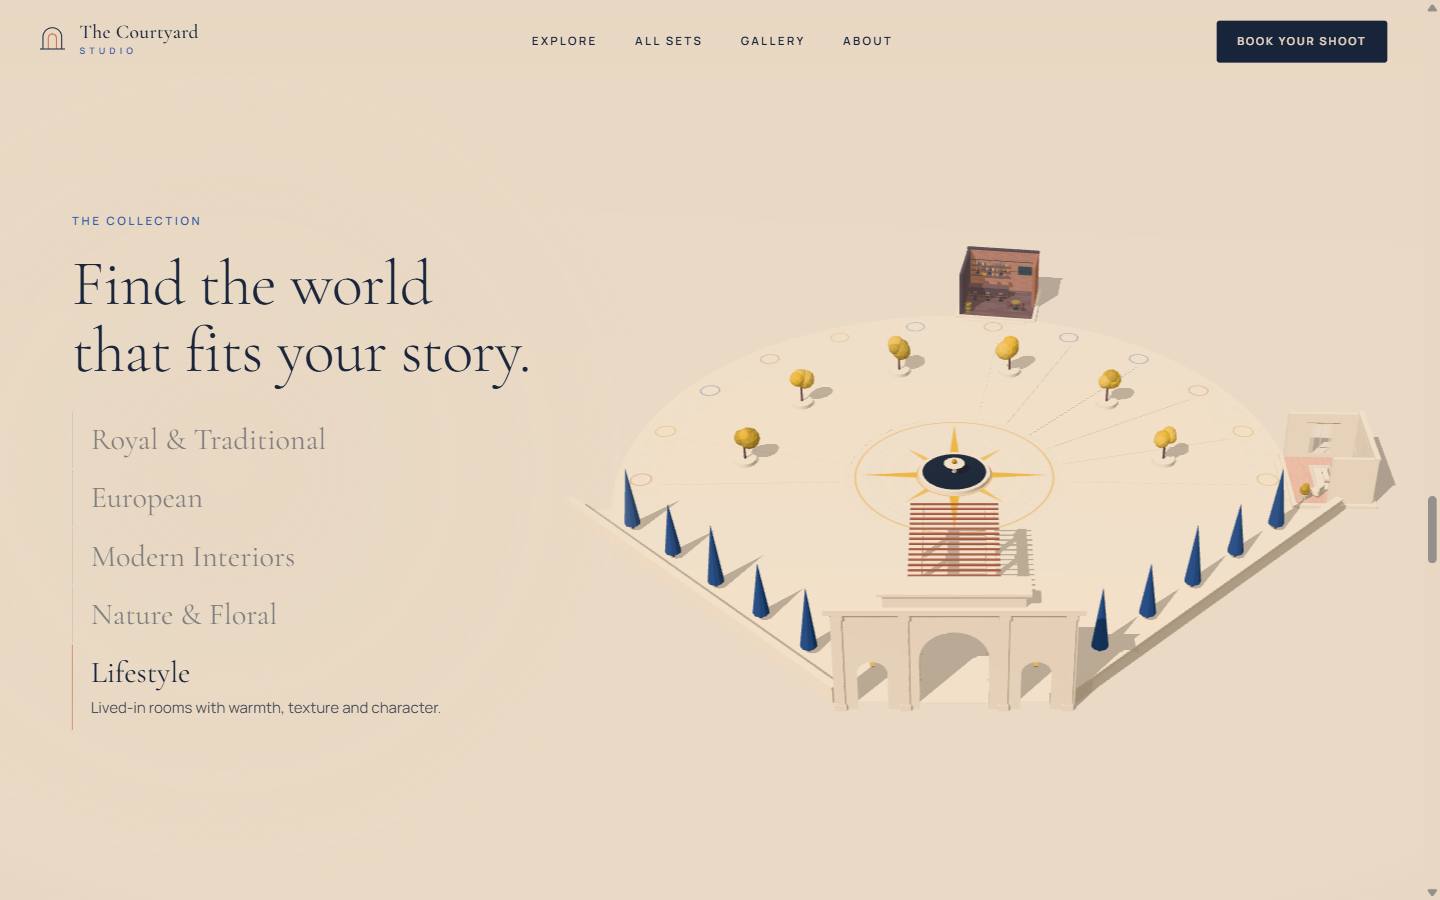 The Courtyard
STUDIO
EXPLORE
ALL SETS
GALLERY
ABOUT
BOOK YOUR SHOOT
THE COLLECTION
Find the world
that fits your story.
Royal & Traditional
European
Modern Interiors
Nature & Floral
Lifestyle
Lived-in rooms with warmth, texture and character.